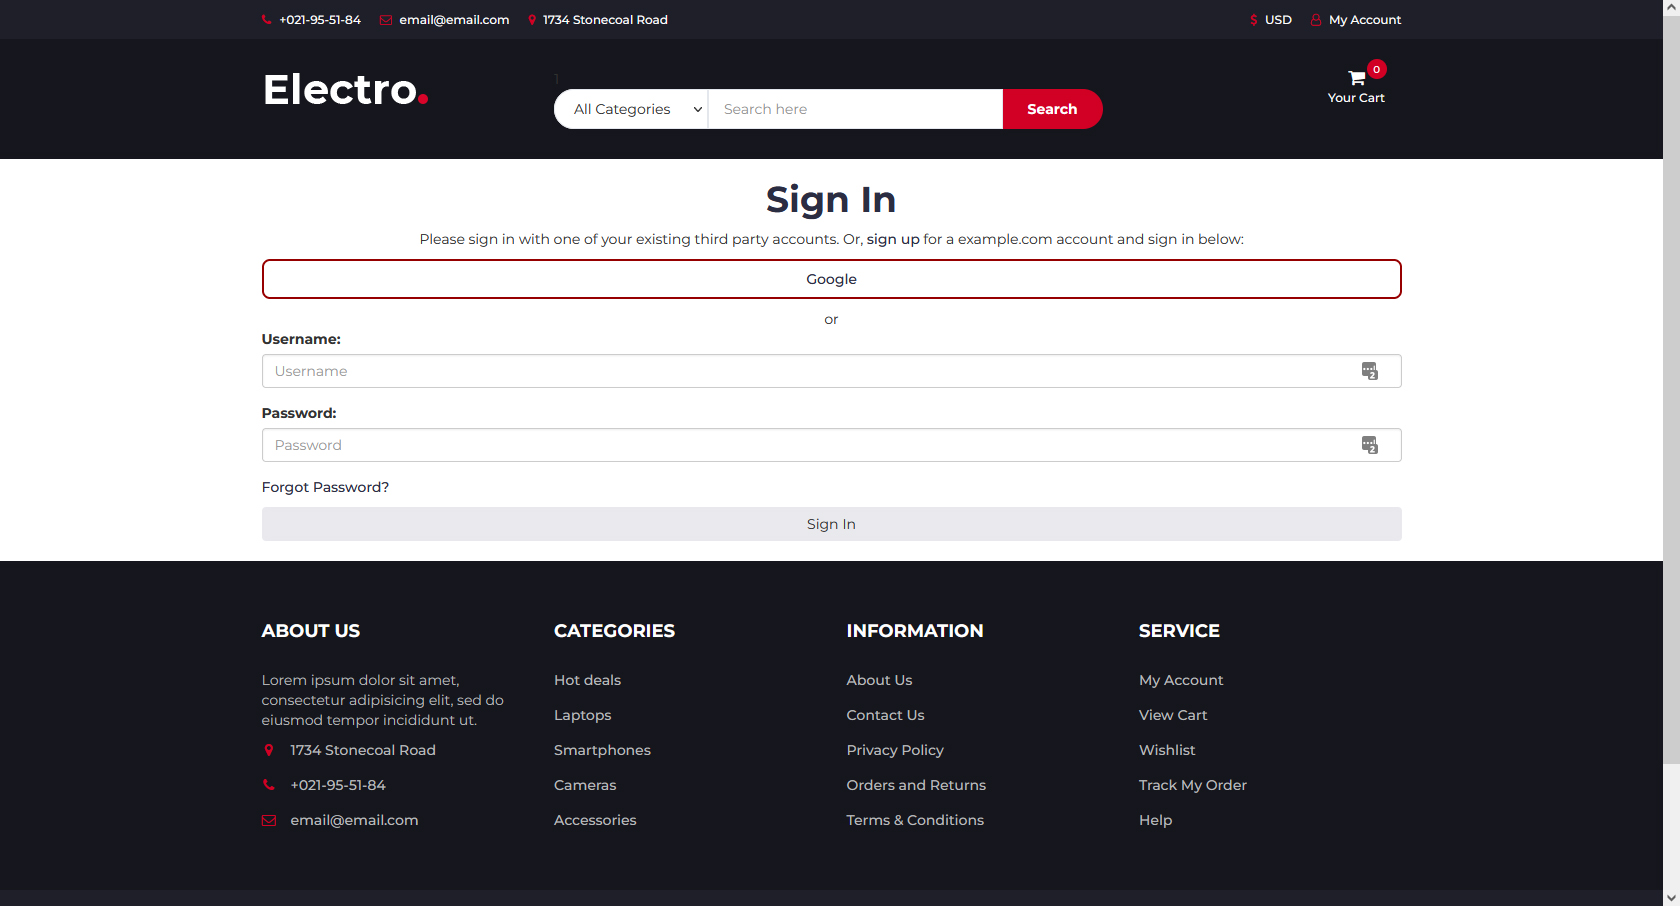 +021-95-51-84 email@email.com 1734 Stonecoal Road $ USD My Account
1
Electro.
All Categories Search here Search
0
Your Cart
Sign In
Please sign in with one of your existing third party accounts. Or, sign up for a example.com account and sign in below:
Google
or
Username:
Username
2
Password:
Password
2
Forgot Password?
Sign In
ABOUT US
Lorem ipsum dolor sit amet,
consectetur adipisicing elit, sed do
eiusmod tempor incididunt ut.
1734 Stonecoal Road
+021-95-51-84
email@email.com
CATEGORIES
Hot deals
Laptops
Smartphones
Cameras
Accessories
INFORMATION
About Us
Contact Us
Privacy Policy
Orders and Returns
Terms & Conditions
SERVICE
My Account
View Cart
Wishlist
Track My Order
Help